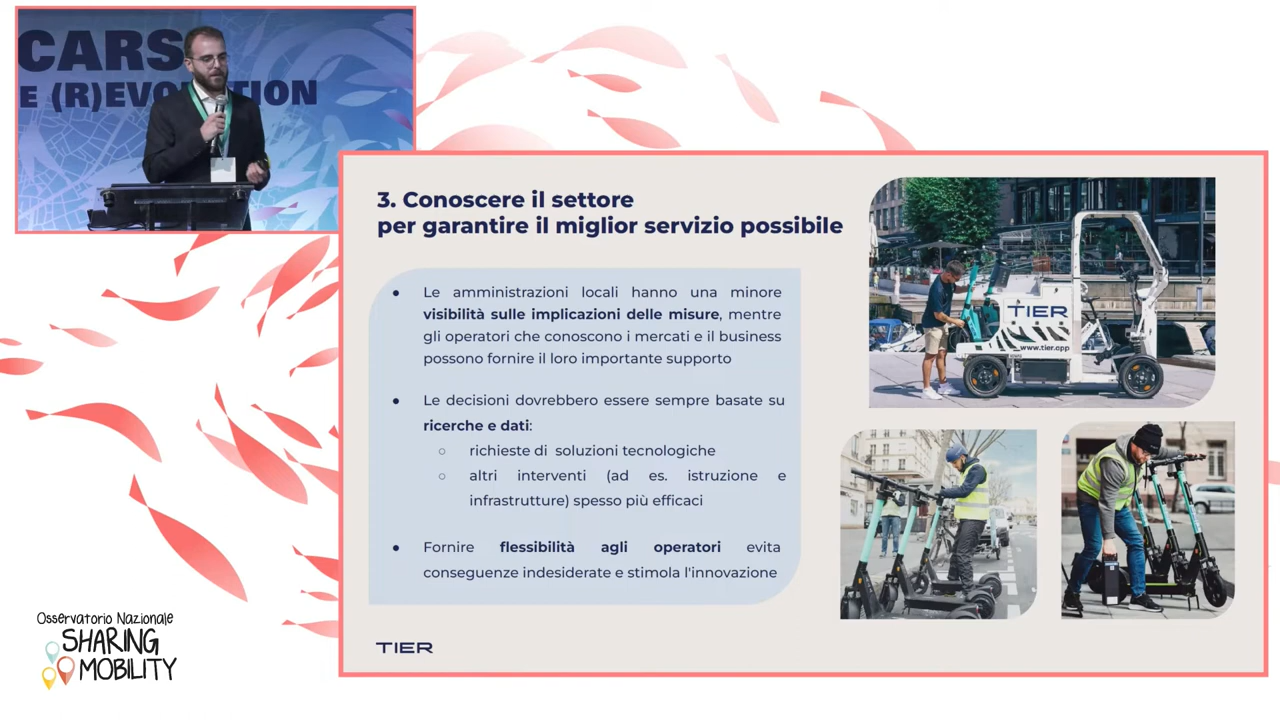 CARS
E (R)EVOLUTION
3. Conoscere il settore
per garantire il miglior servizio possibile
● Le amministrazioni locali hanno una minore
visibilità sulle implicazioni delle misure, mentre
gli operatori che conoscono i mercati e il business
possono fornire il loro importante supporto
● Le decisioni dovrebbero essere sempre basate su
ricerche e dati:
○ richieste di soluzioni tecnologiche
○ altri interventi (ad es. istruzione e
infrastrutture) spesso più efficaci
● Fornire flessibilità agli operatori evita
conseguenze indesiderate e stimola l'innovazione
TIER
TIER
www.tier.app
Osservatorio Nazionale
SHARING
MOBILITY